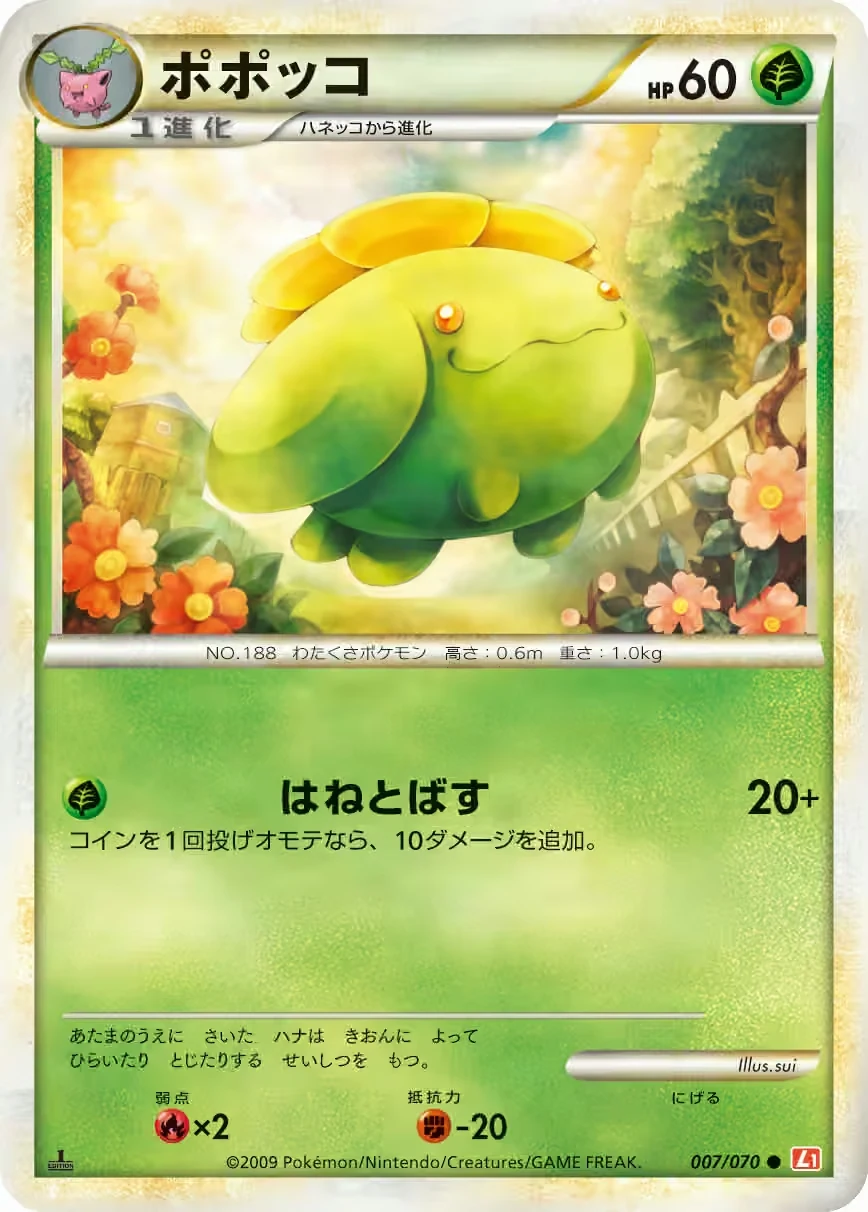 ポポッコ
HP60
1進化
ハネッコから進化
NO.188 わたくさポケモン 高さ：0.6m 重さ：1.0kg
はねとばす 20+
コインを1回投げオモテなら、10ダメージを追加。
あたまのうえに さいた ハナは きおんに よって
ひらいたり とじたりする せいしつを もつ。
Illus.sui
弱点 抵抗力 にげる
×2 -20
1 EDITION
©2009 Pokémon/Nintendo/Creatures/GAME FREAK. 007/070 ● L1